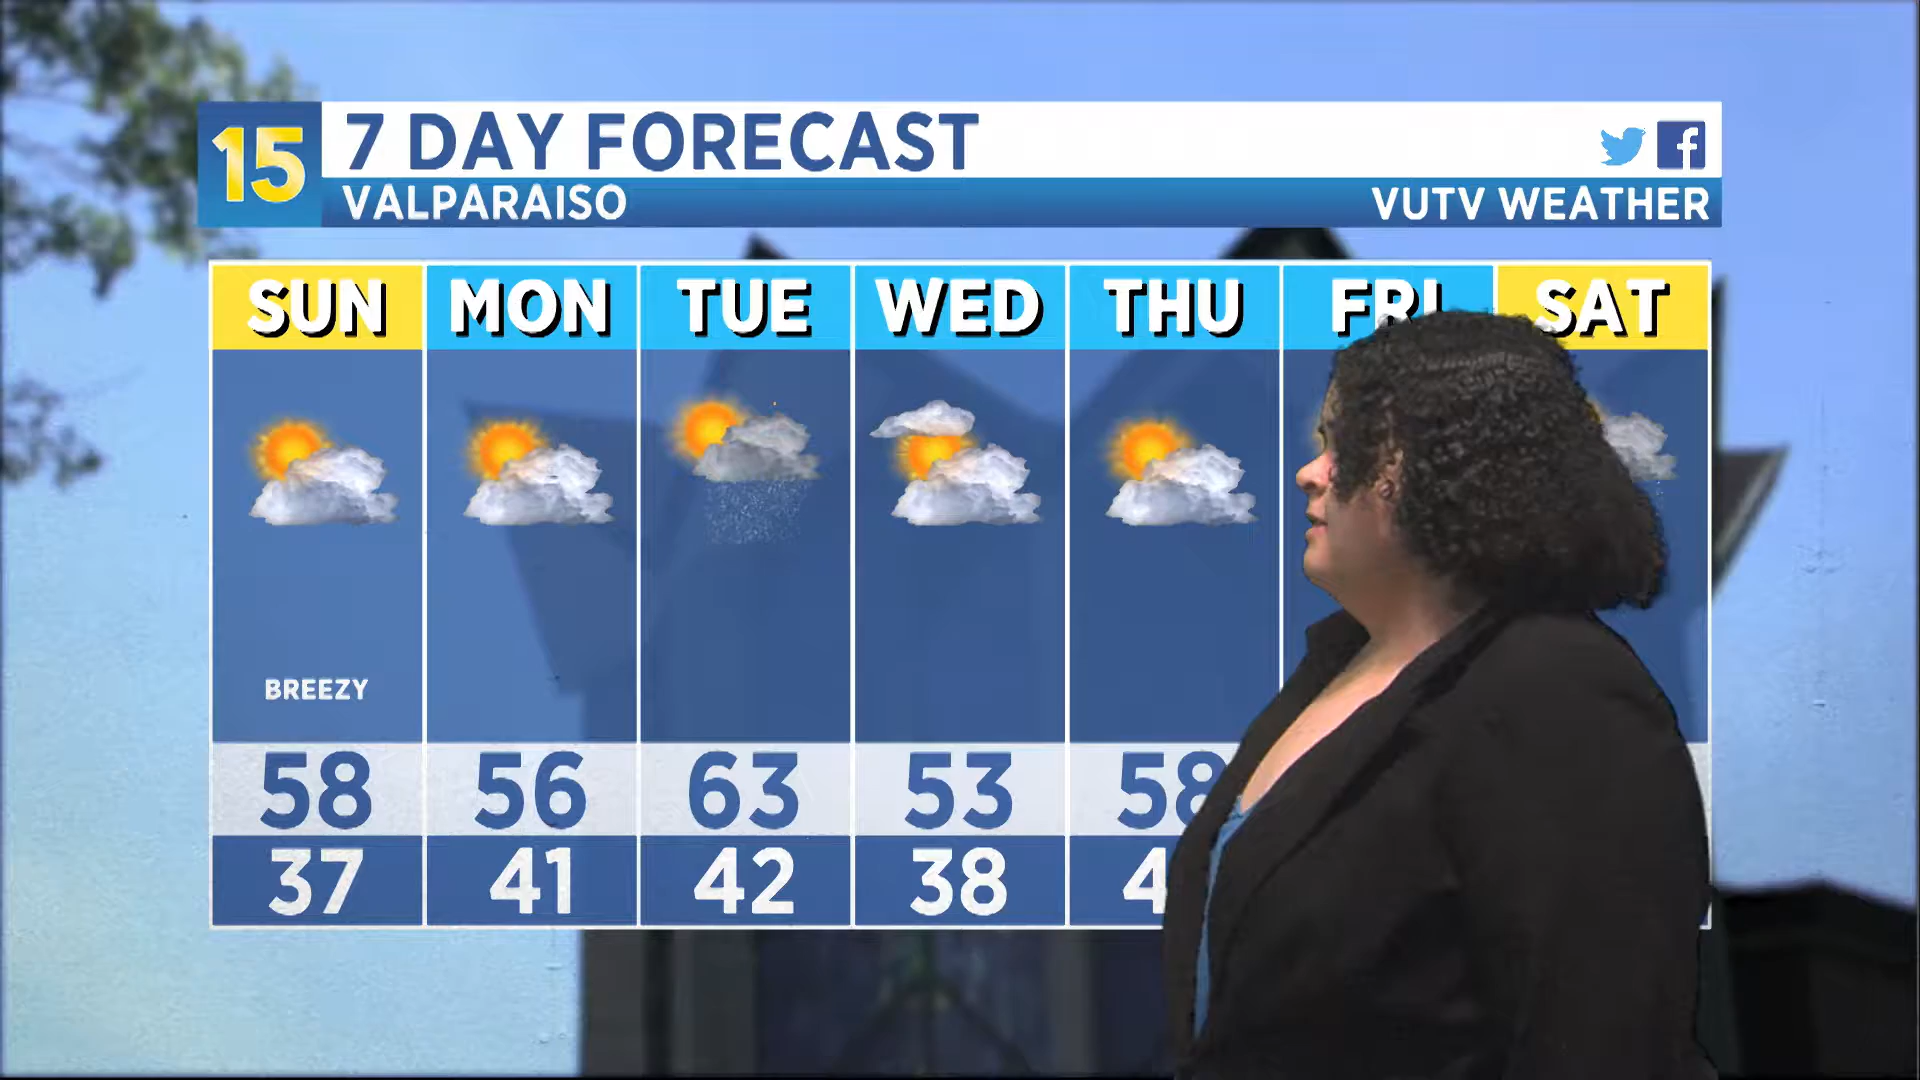 15
7 DAY FORECAST
VALPARAISO
VUTV WEATHER
SUN MON TUE WED THU FRI SAT
BREEZY
58 56 63 53 58
37 41 42 38